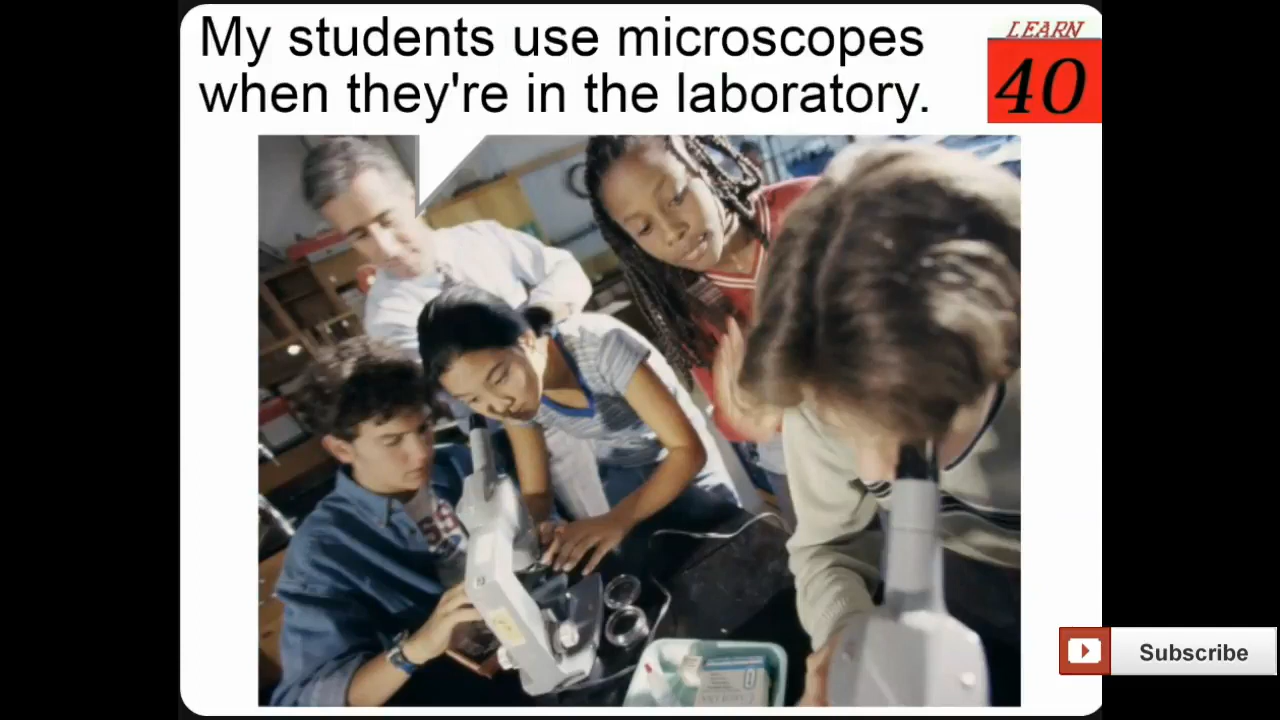 My students use microscopes
when they're in the laboratory.
LEARN
40
Subscribe